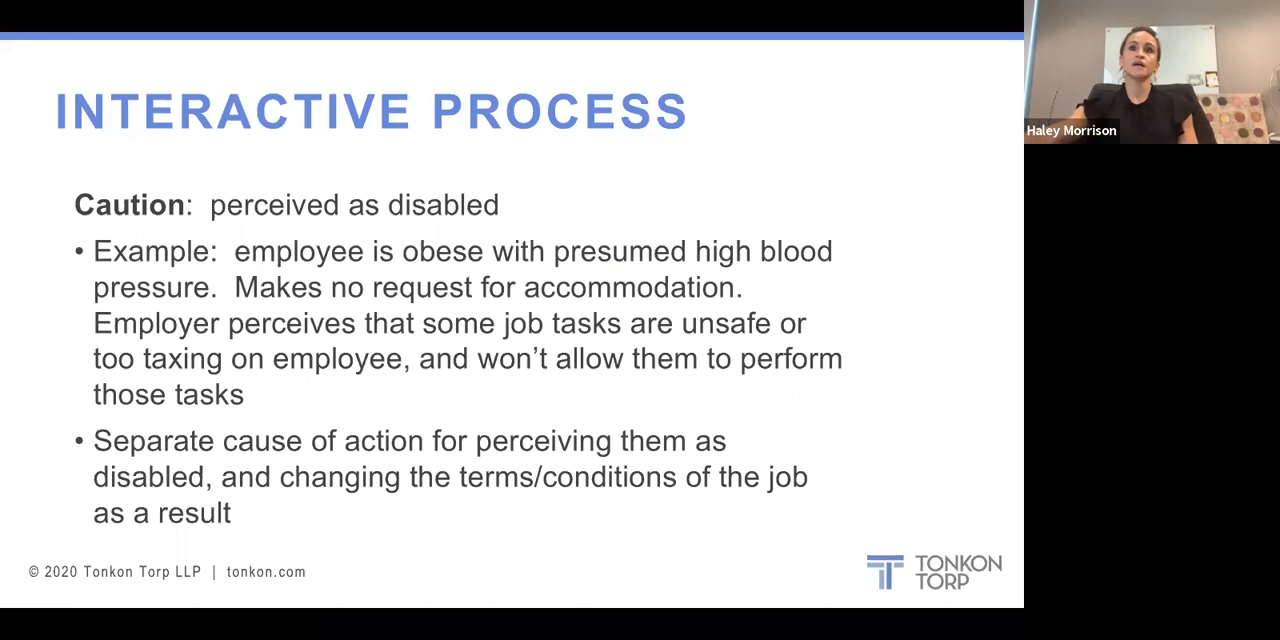 INTERACTIVE PROCESS
Caution: perceived as disabled
• Example: employee is obese with presumed high blood
pressure. Makes no request for accommodation.
Employer perceives that some job tasks are unsafe or
too taxing on employee, and won’t allow them to perform
those tasks
• Separate cause of action for perceiving them as
disabled, and changing the terms/conditions of the job
as a result
© 2020 Tonkon Torp LLP | tonkon.com
TONKON
TORP
Haley Morrison